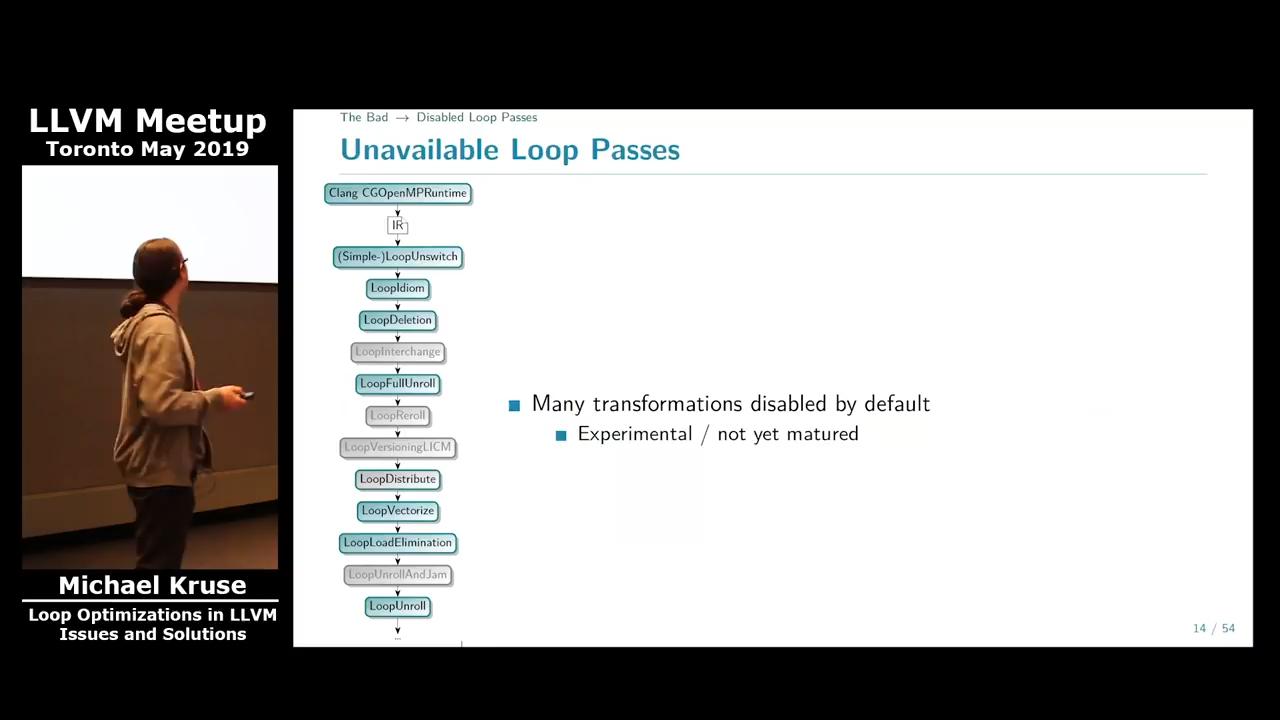 LLVM Meetup
Toronto May 2019
Michael Kruse
Loop Optimizations in LLVM
Issues and Solutions
The Bad → Disabled Loop Passes
Unavailable Loop Passes
Clang CGOpenMPRuntime
IR
(Simple-)LoopUnswitch
LoopIdiom
LoopDeletion
LoopInterchange
LoopFullUnroll
LoopReroll
LoopVersioningLICM
LoopDistribute
LoopVectorize
LoopLoadElimination
LoopUnrollAndJam
LoopUnroll
...
Many transformations disabled by default
Experimental / not yet matured
14 / 54